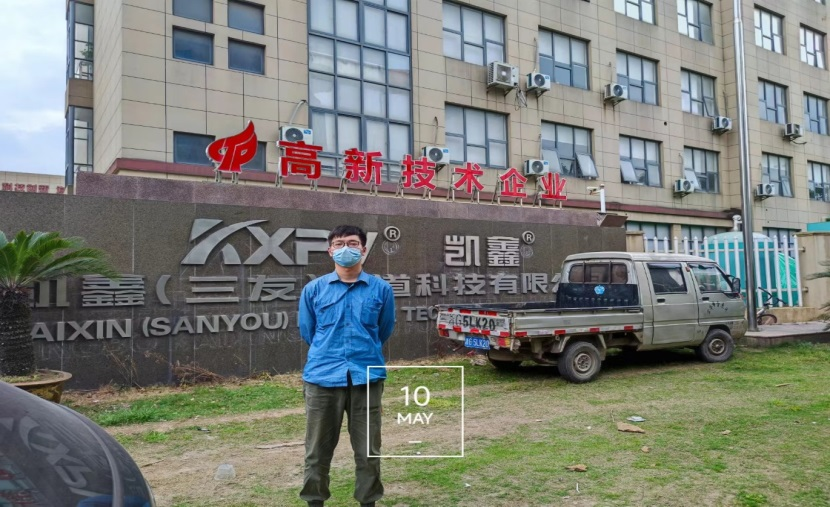 高新技术企业
KXPV® 凯鑫®
鑫(三友 道科技有限
AIXIN (SANYOU)
G5LX20
10
MAY